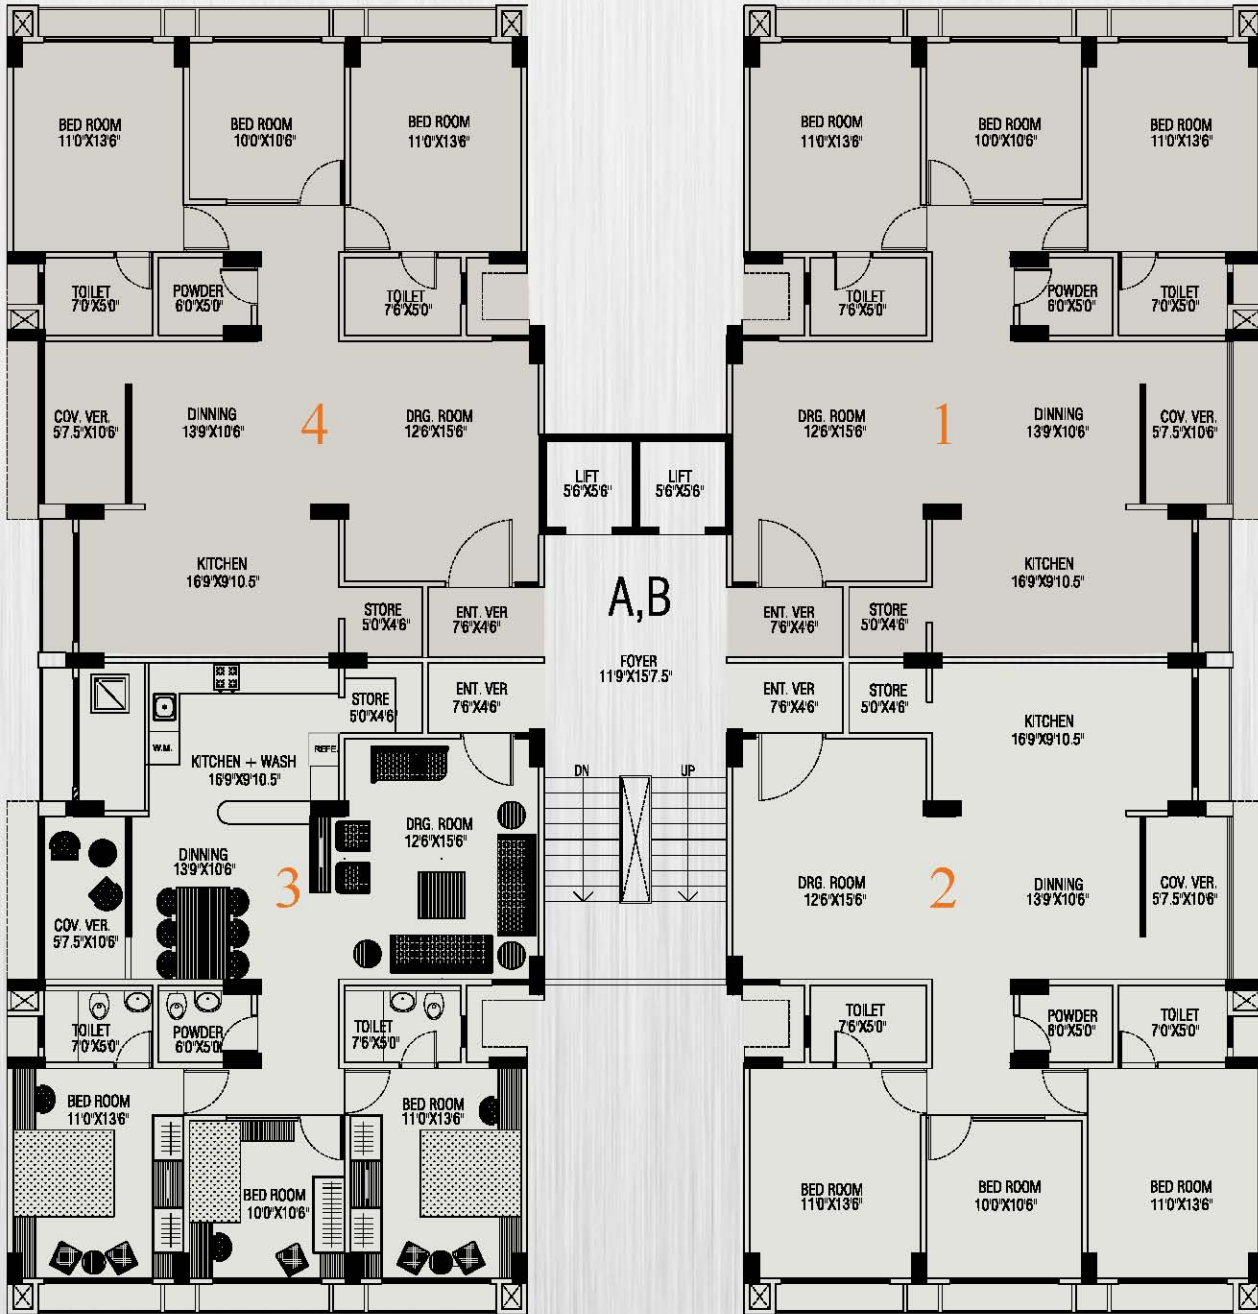 BED ROOM
11'0"X13'6"
BED ROOM
10'0"X10'6"
BED ROOM
11'0"X13'6"
BED ROOM
11'0"X13'6"
BED ROOM
10'0"X10'6"
BED ROOM
11'0"X13'6"
TOILET
7'0"X5'0"
POWDER
6'0"X5'0"
TOILET
7'6"X5'0"
TOILET
7'6"X5'0"
POWDER
6'0"X5'0"
TOILET
7'0"X5'0"
COV. VER.
5'7.5"X10'6"
DINNING
13'9"X10'6"
4
DRG. ROOM
12'6"X15'6"
DRG. ROOM
12'6"X15'6"
1
DINNING
13'9"X10'6"
COV. VER.
5'7.5"X10'6"
LIFT
5'6"X5'6"
LIFT
5'6"X5'6"
KITCHEN
16'9"X9'10.5"
KITCHEN
16'9"X9'10.5"
STORE
5'0"X4'6"
ENT. VER
7'6"X4'6"
A,B
ENT. VER
7'6"X4'6"
STORE
5'0"X4'6"
FOYER
11'9"X15'7.5"
STORE
5'0"X4'6"
ENT. VER
7'6"X4'6"
ENT. VER
7'6"X4'6"
STORE
5'0"X4'6"
KITCHEN
16'9"X9'10.5"
W.M.
KITCHEN + WASH
16'9"X9'10.5"
REFE.
DN
UP
DRG. ROOM
12'6"X15'6"
DINNING
13'9"X10'6"
3
COV. VER.
5'7.5"X10'6"
DRG. ROOM
12'6"X15'6"
2
DINNING
13'9"X10'6"
COV. VER.
5'7.5"X10'6"
TOILET
7'0"X5'0"
POWDER
6'0"X5'0"
TOILET
7'6"X5'0"
TOILET
7'6"X5'0"
POWDER
6'0"X5'0"
TOILET
7'0"X5'0"
BED ROOM
11'0"X13'6"
BED ROOM
10'0"X10'6"
BED ROOM
11'0"X13'6"
BED ROOM
11'0"X13'6"
BED ROOM
10'0"X10'6"
BED ROOM
11'0"X13'6"